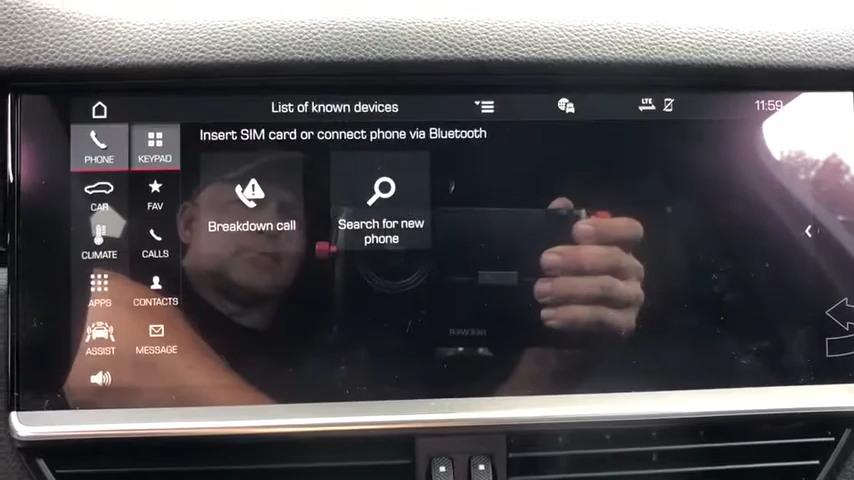 List of known devices
LTE
11:59
Insert SIM card or connect phone via Bluetooth
PHONE
KEYPAD
CAR
FAV
CLIMATE
CALLS
APPS
CONTACTS
ASSIST
MESSAGE
Breakdown call
Search for new
phone